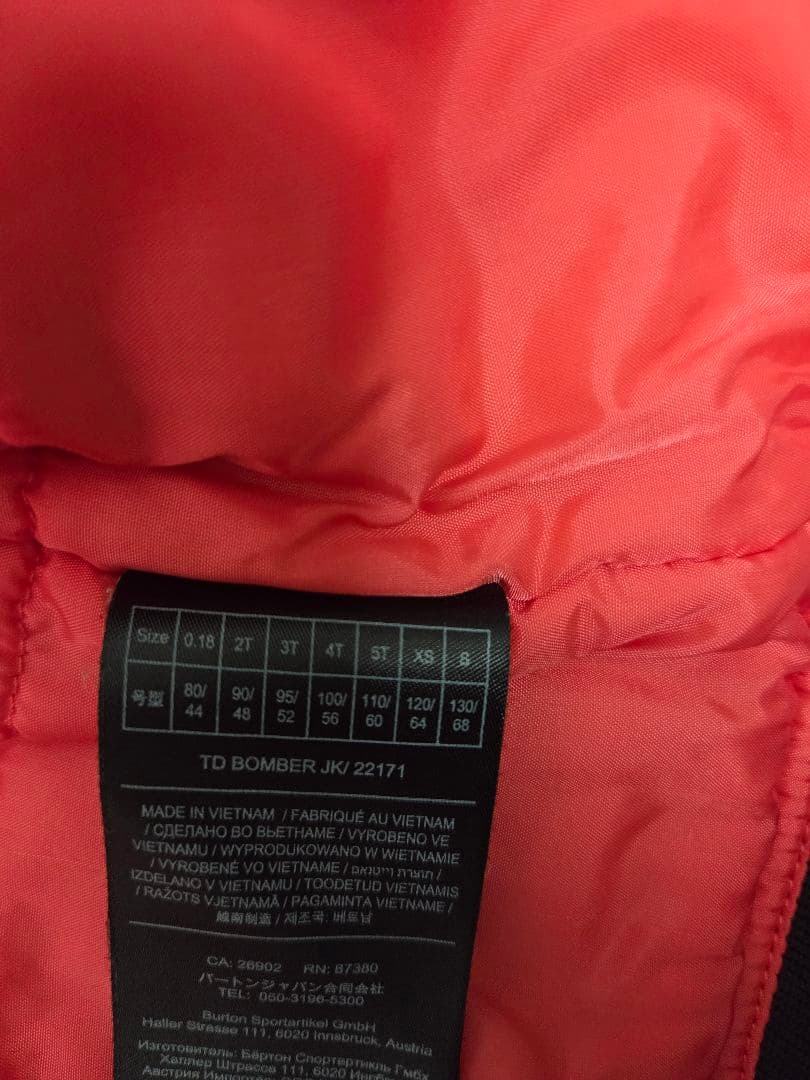 Size 0.18 2T 3T 4T 5T XS S
号型 80/44 90/48 95/52 100/56 110/60 120/64 130/68
TD BOMBER JK/ 22171
MADE IN VIETNAM / FABRIQUÉ AU VIETNAM
/ СДЕЛАНО ВО ВЬЕТНАМЕ / VYROBENO VE
VIETNAMU / WYPRODUKOWANO W WIETNAMIE
/ VYROBENÉ VO VIETNAME / תוצרת וייטנאם /
IZDELANO V VIETNAMU / TOODETUD VIETNAMIS
/ RAŽOTS VJETNAMĀ / PAGAMINTA VIETNAME /
越南制造 / 제조국: 베트남
CA: 26902 RN: 87380
バートンジャパン合同会社
TEL: 050-3196-5300
Burton Sportartikel GmbH
Haller Strasse 111, 6020 Innsbruck, Austria
Изготовитель: Бёртон Спортертикль Гмбх
Халлер Штрассе 111, 6020